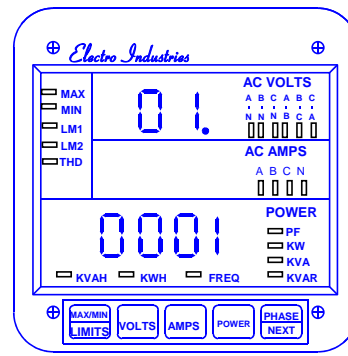 Electro Industries
MAX
MIN
LM1
LM2
THD
01.
AC VOLTS
A B C A B C
- - - - - -
N N N B C A
AC AMPS
A B C N
0001
POWER
PF
KW
KVA
KVAR
KVAH KWH FREQ
MAX/MIN
LIMITS
VOLTS
AMPS
POWER
PHASE
NEXT